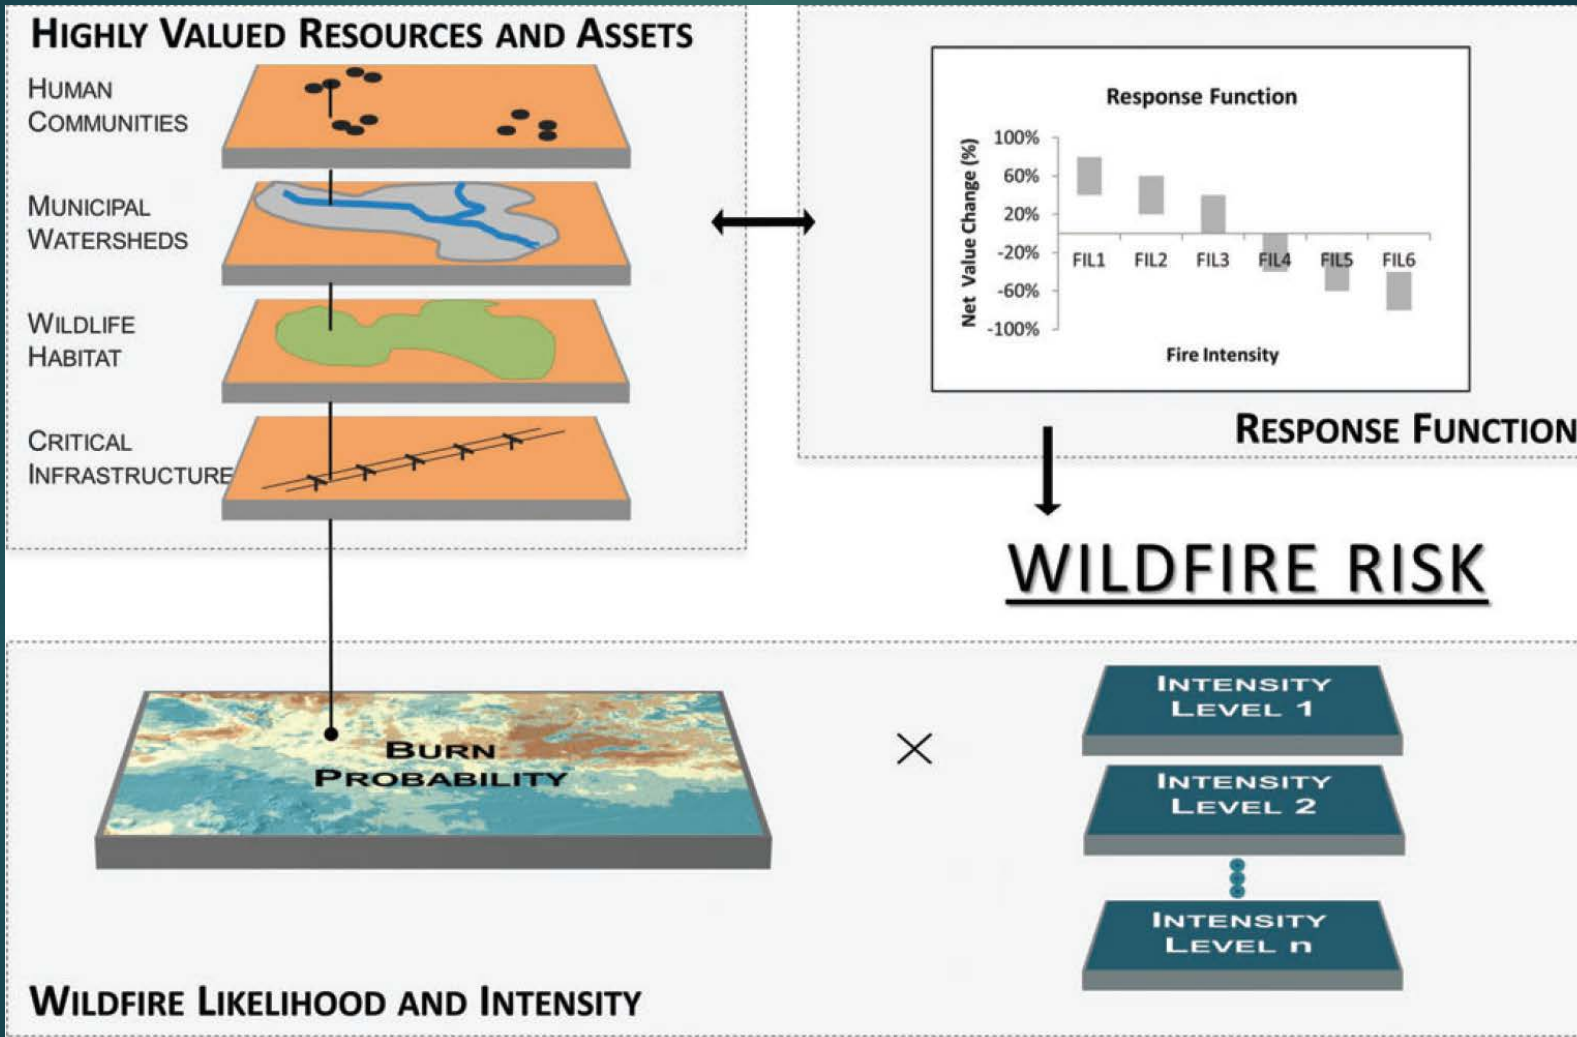 HIGHLY VALUED RESOURCES AND ASSETS
HUMAN
COMMUNITIES
MUNICIPAL
WATERSHEDS
WILDLIFE
HABITAT
CRITICAL
INFRASTRUCTURE
Response Function
Net Value Change (%)
100%
60%
20%
-20%
-60%
-100%
FIL1 FIL2 FIL3 FIL4 FIL5 FIL6
Fire Intensity
RESPONSE FUNCTION
WILDFIRE RISK
BURN
PROBABILITY
×
INTENSITY
LEVEL 1
INTENSITY
LEVEL 2
INTENSITY
LEVEL n
WILDFIRE LIKELIHOOD AND INTENSITY